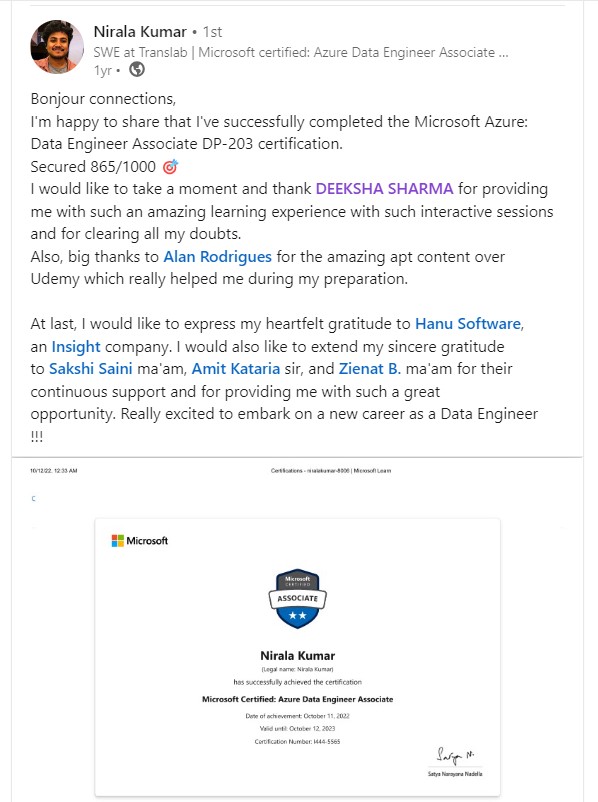 Nirala Kumar • 1st
SWE at Translab | Microsoft certified: Azure Data Engineer Associate ...
1yr •
Bonjour connections,
I'm happy to share that I've successfully completed the Microsoft Azure:
Data Engineer Associate DP-203 certification.
Secured 865/1000 🎯
I would like to take a moment and thank DEEKSHA SHARMA for providing
me with such an amazing learning experience with such interactive sessions
and for clearing all my doubts.
Also, big thanks to Alan Rodrigues for the amazing apt content over
Udemy which really helped me during my preparation.
At last, I would like to express my heartfelt gratitude to Hanu Software,
an Insight company. I would also like to extend my sincere gratitude
to Sakshi Saini ma'am, Amit Kataria sir, and Zienat B. ma'am for their
continuous support and for providing me with such a great
opportunity. Really excited to embark on a new career as a Data Engineer
!!!
10/12/22, 12:33 AM
Certifications - niralakumar-8006 | Microsoft Learn
Microsoft
Microsoft
CERTIFIED
ASSOCIATE
Nirala Kumar
(Legal name: Nirala Kumar)
has successfully achieved the certification
Microsoft Certified: Azure Data Engineer Associate
Date of achievement: October 11, 2022
Valid until: October 12, 2023
Certification Number: I444-5565
Satya N.
Satya Narayana Nadella